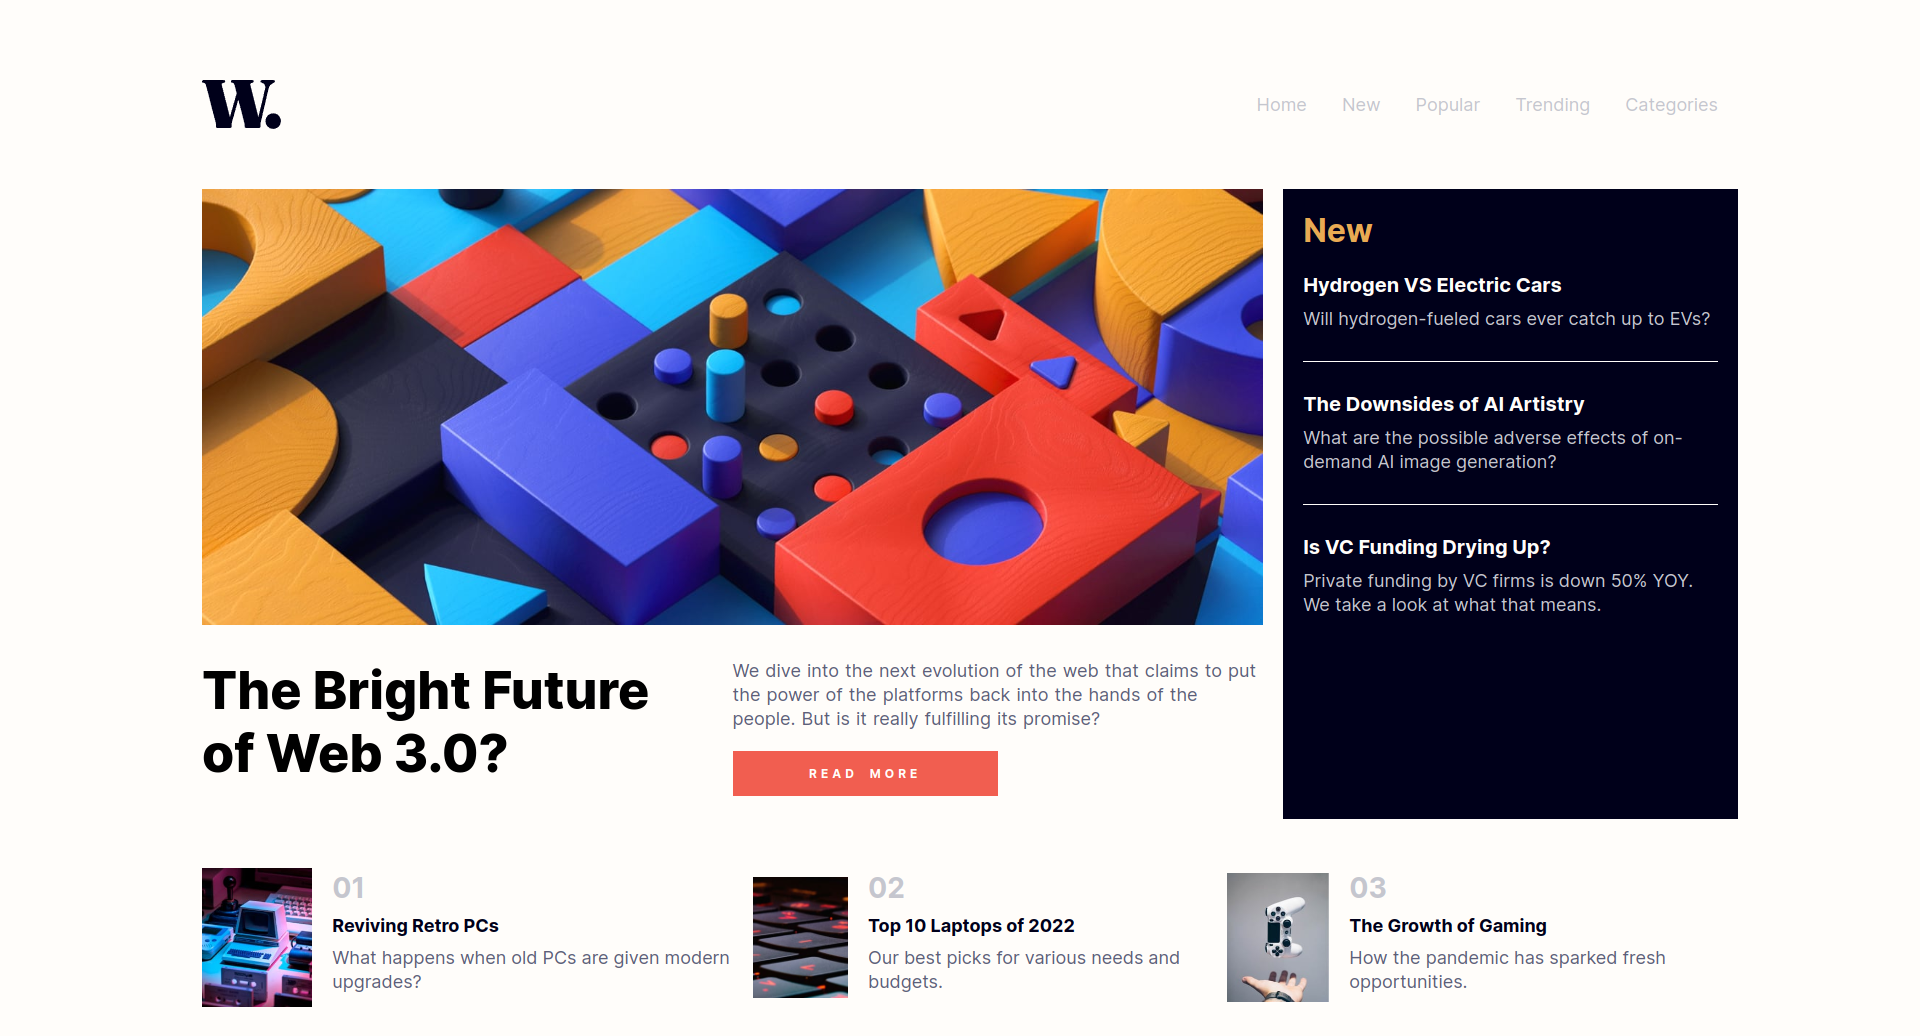 W.
Home New Popular Trending Categories
New
Hydrogen VS Electric Cars
Will hydrogen-fueled cars ever catch up to EVs?
The Downsides of AI Artistry
What are the possible adverse effects of on-
demand AI image generation?
Is VC Funding Drying Up?
Private funding by VC firms is down 50% YOY.
We take a look at what that means.
The Bright Future
of Web 3.0?
We dive into the next evolution of the web that claims to put
the power of the platforms back into the hands of the
people. But is it really fulfilling its promise?
READ MORE
01
Reviving Retro PCs
What happens when old PCs are given modern
upgrades?
02
Top 10 Laptops of 2022
Our best picks for various needs and
budgets.
03
The Growth of Gaming
How the pandemic has sparked fresh
opportunities.